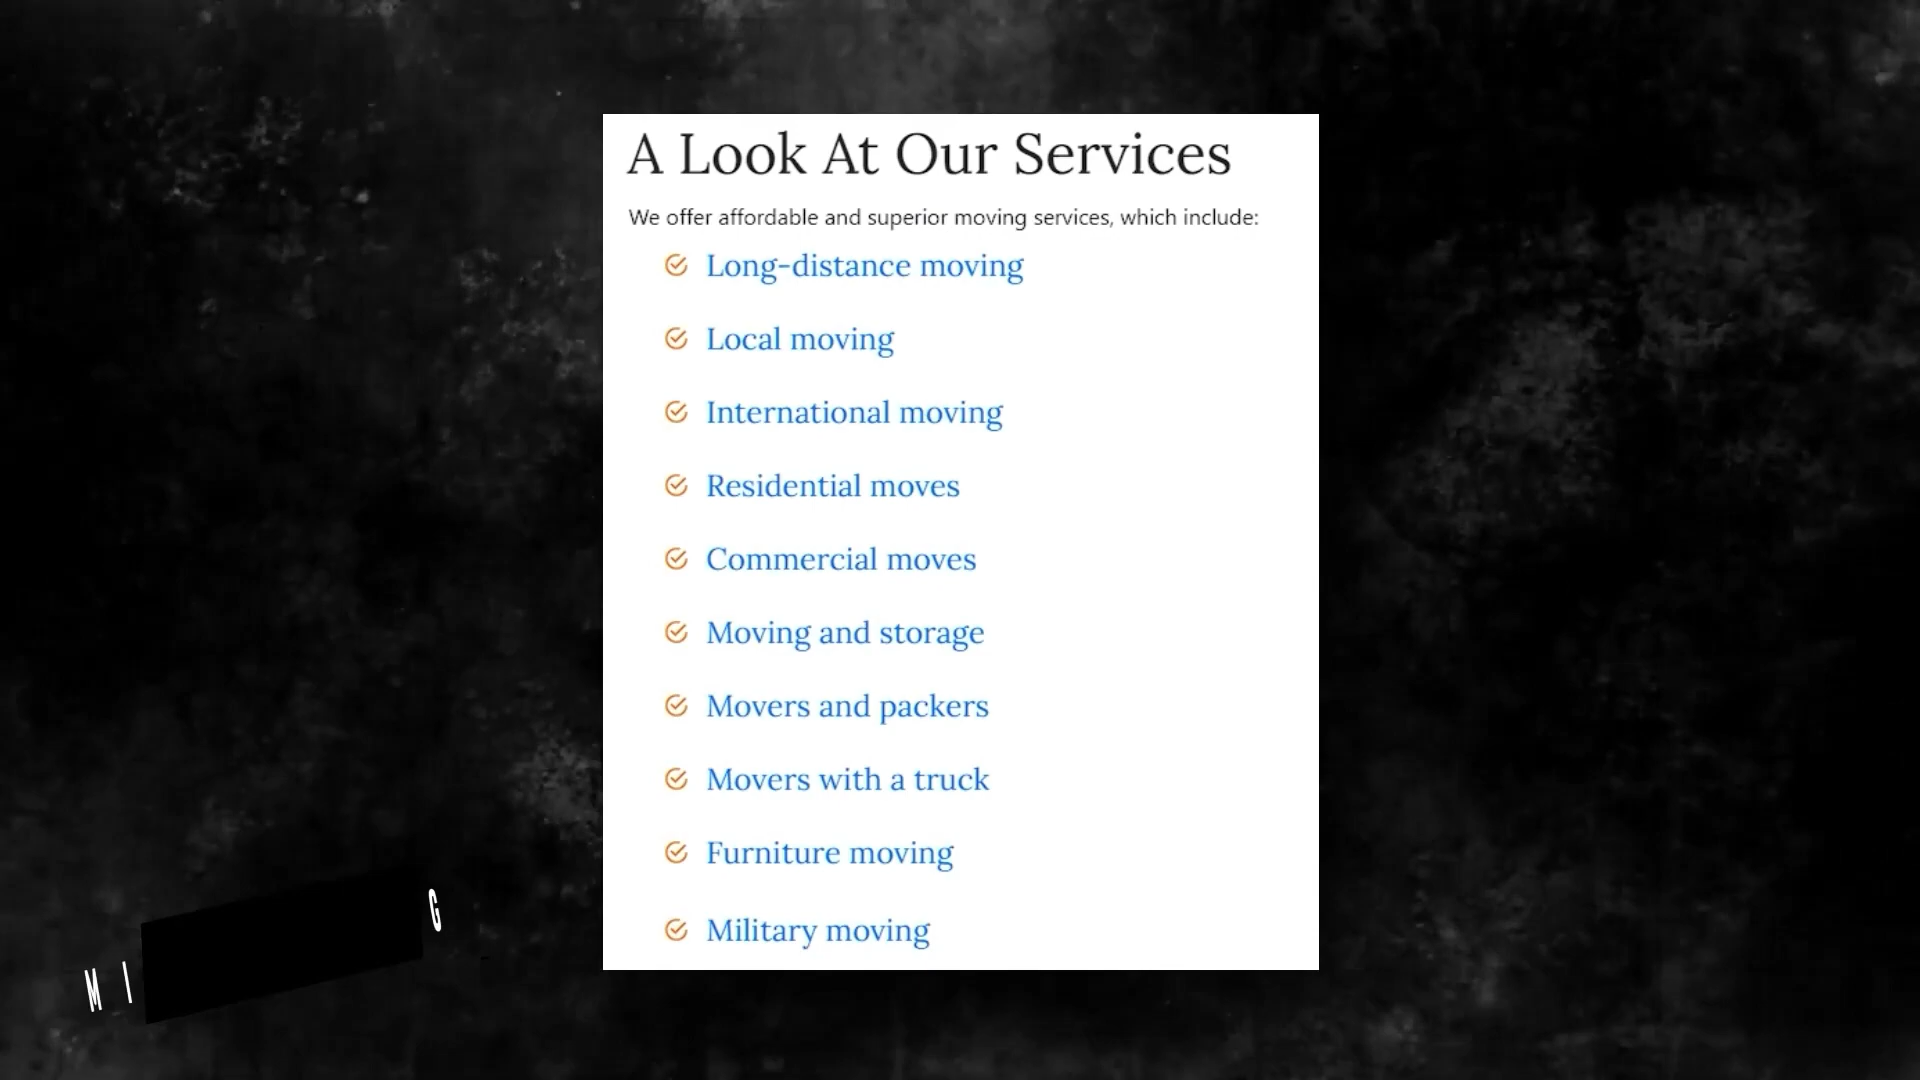 A Look At Our Services
We offer affordable and superior moving services, which include:
Long-distance moving
Local moving
International moving
Residential moves
Commercial moves
Moving and storage
Movers and packers
Movers with a truck
Furniture moving
Military moving
M I G